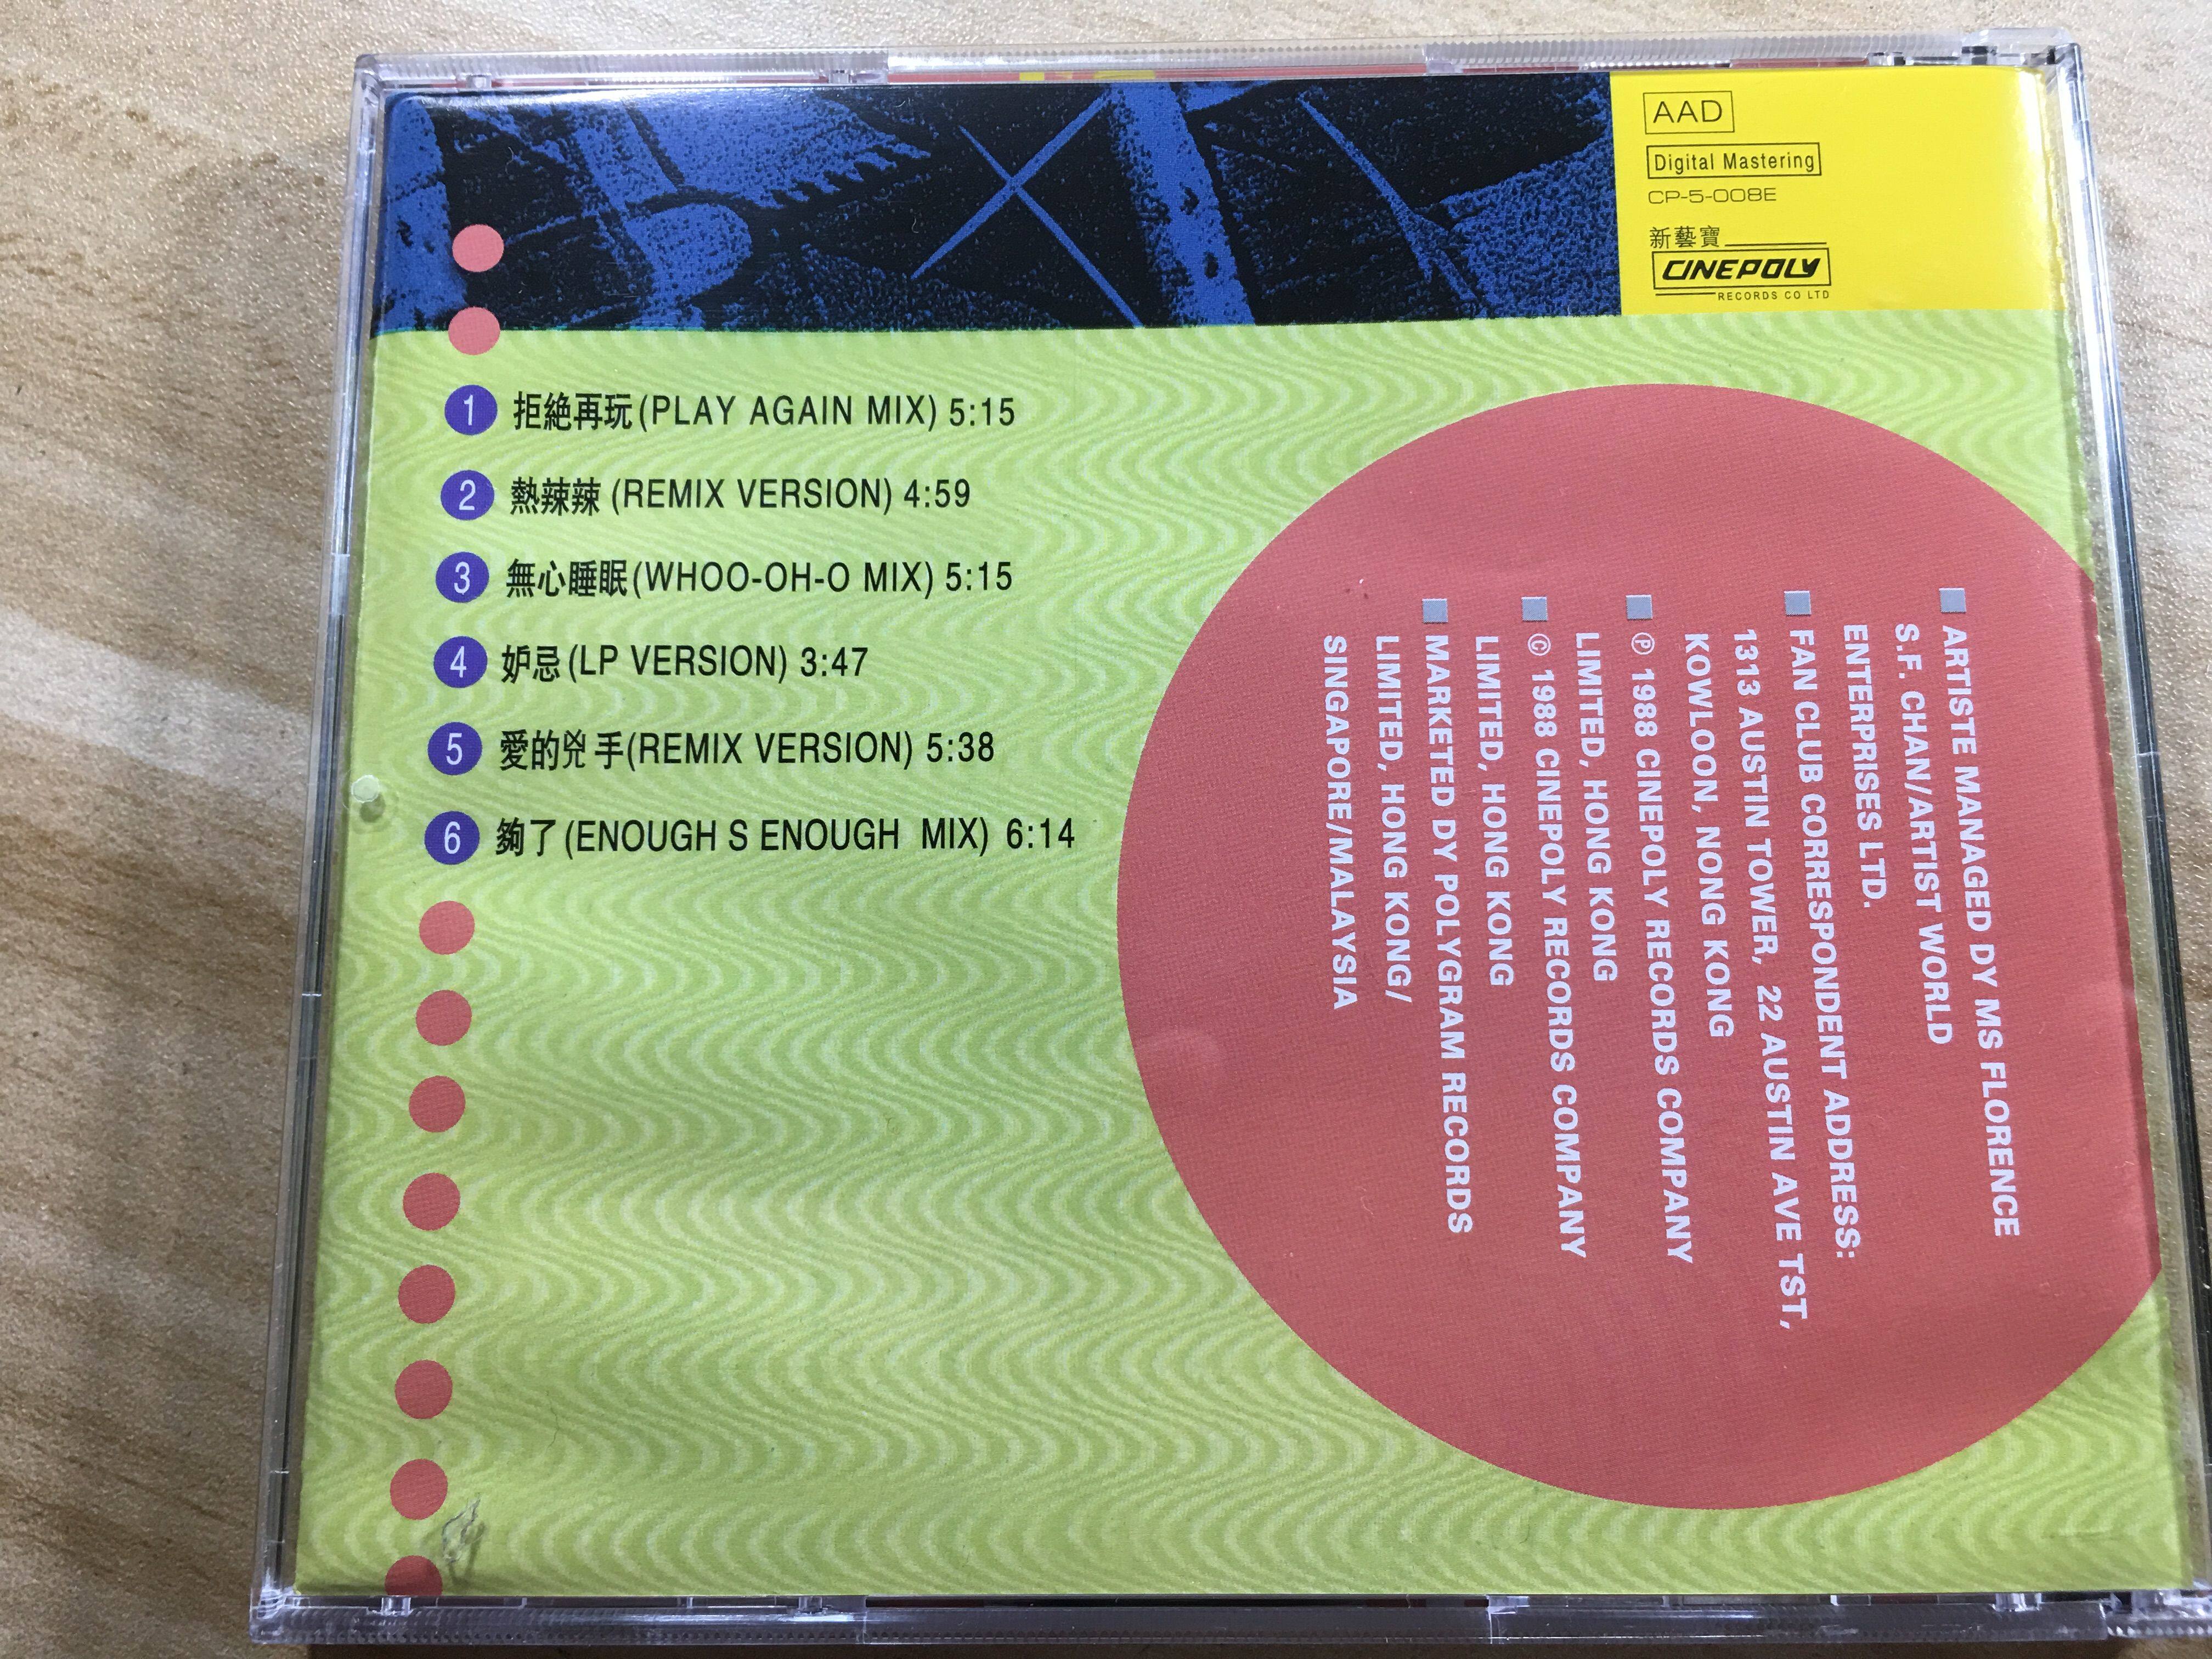 AAD
Digital Mastering
CP-5-008E
新藝寶
CINEPOLY
RECORDS CO LTD
1 拒絶再玩(PLAY AGAIN MIX) 5:15
2 熱辣辣 (REMIX VERSION) 4:59
3 無心睡眠(WHOO-OH-O MIX) 5:15
4 妒忌(LP VERSION) 3:47
5 愛的兇手(REMIX VERSION) 5:38
6 夠了(ENOUGH S ENOUGH MIX) 6:14
ARTISTE MANAGED DY MS FLORENCE
S.F. CHAN/ARTIST WORLD
ENTERPRISES LTD.
FAN CLUB CORRESPONDENT ADDRESS:
1313 AUSTIN TOWER, 22 AUSTIN AVE TST,
KOWLOON, NONG KONG
Ⓟ 1988 CINEPOLY RECORDS COMPANY
LIMITED, HONG KONG
© 1988 CINEPOLY RECORDS COMPANY
LIMITED, HONG KONG
MARKETED DY POLYGRAM RECORDS
LIMITED, HONG KONG/
SINGAPORE/MALAYSIA